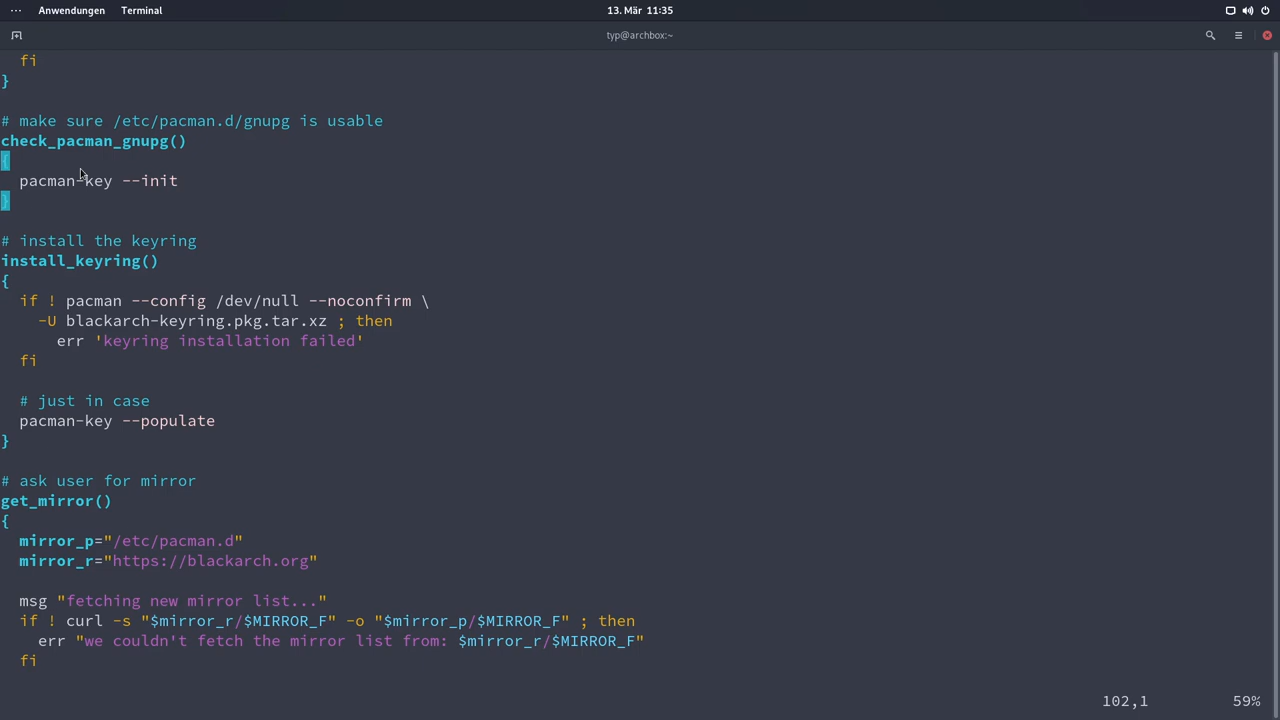 Anwendungen Terminal 13. Mär 11:35
typ@archbox:~
  fi
}

# make sure /etc/pacman.d/gnupg is usable
check_pacman_gnupg()
{
  pacman-key --init
}

# install the keyring
install_keyring()
{
  if ! pacman --config /dev/null --noconfirm \
    -U blackarch-keyring.pkg.tar.xz ; then
      err 'keyring installation failed'
  fi

  # just in case
  pacman-key --populate
}

# ask user for mirror
get_mirror()
{
  mirror_p="/etc/pacman.d"
  mirror_r="https://blackarch.org"

  msg "fetching new mirror list..."
  if ! curl -s "$mirror_r/$MIRROR_F" -o "$mirror_p/$MIRROR_F" ; then
    err "we couldn't fetch the mirror list from: $mirror_r/$MIRROR_F"
  fi
102,1 59%